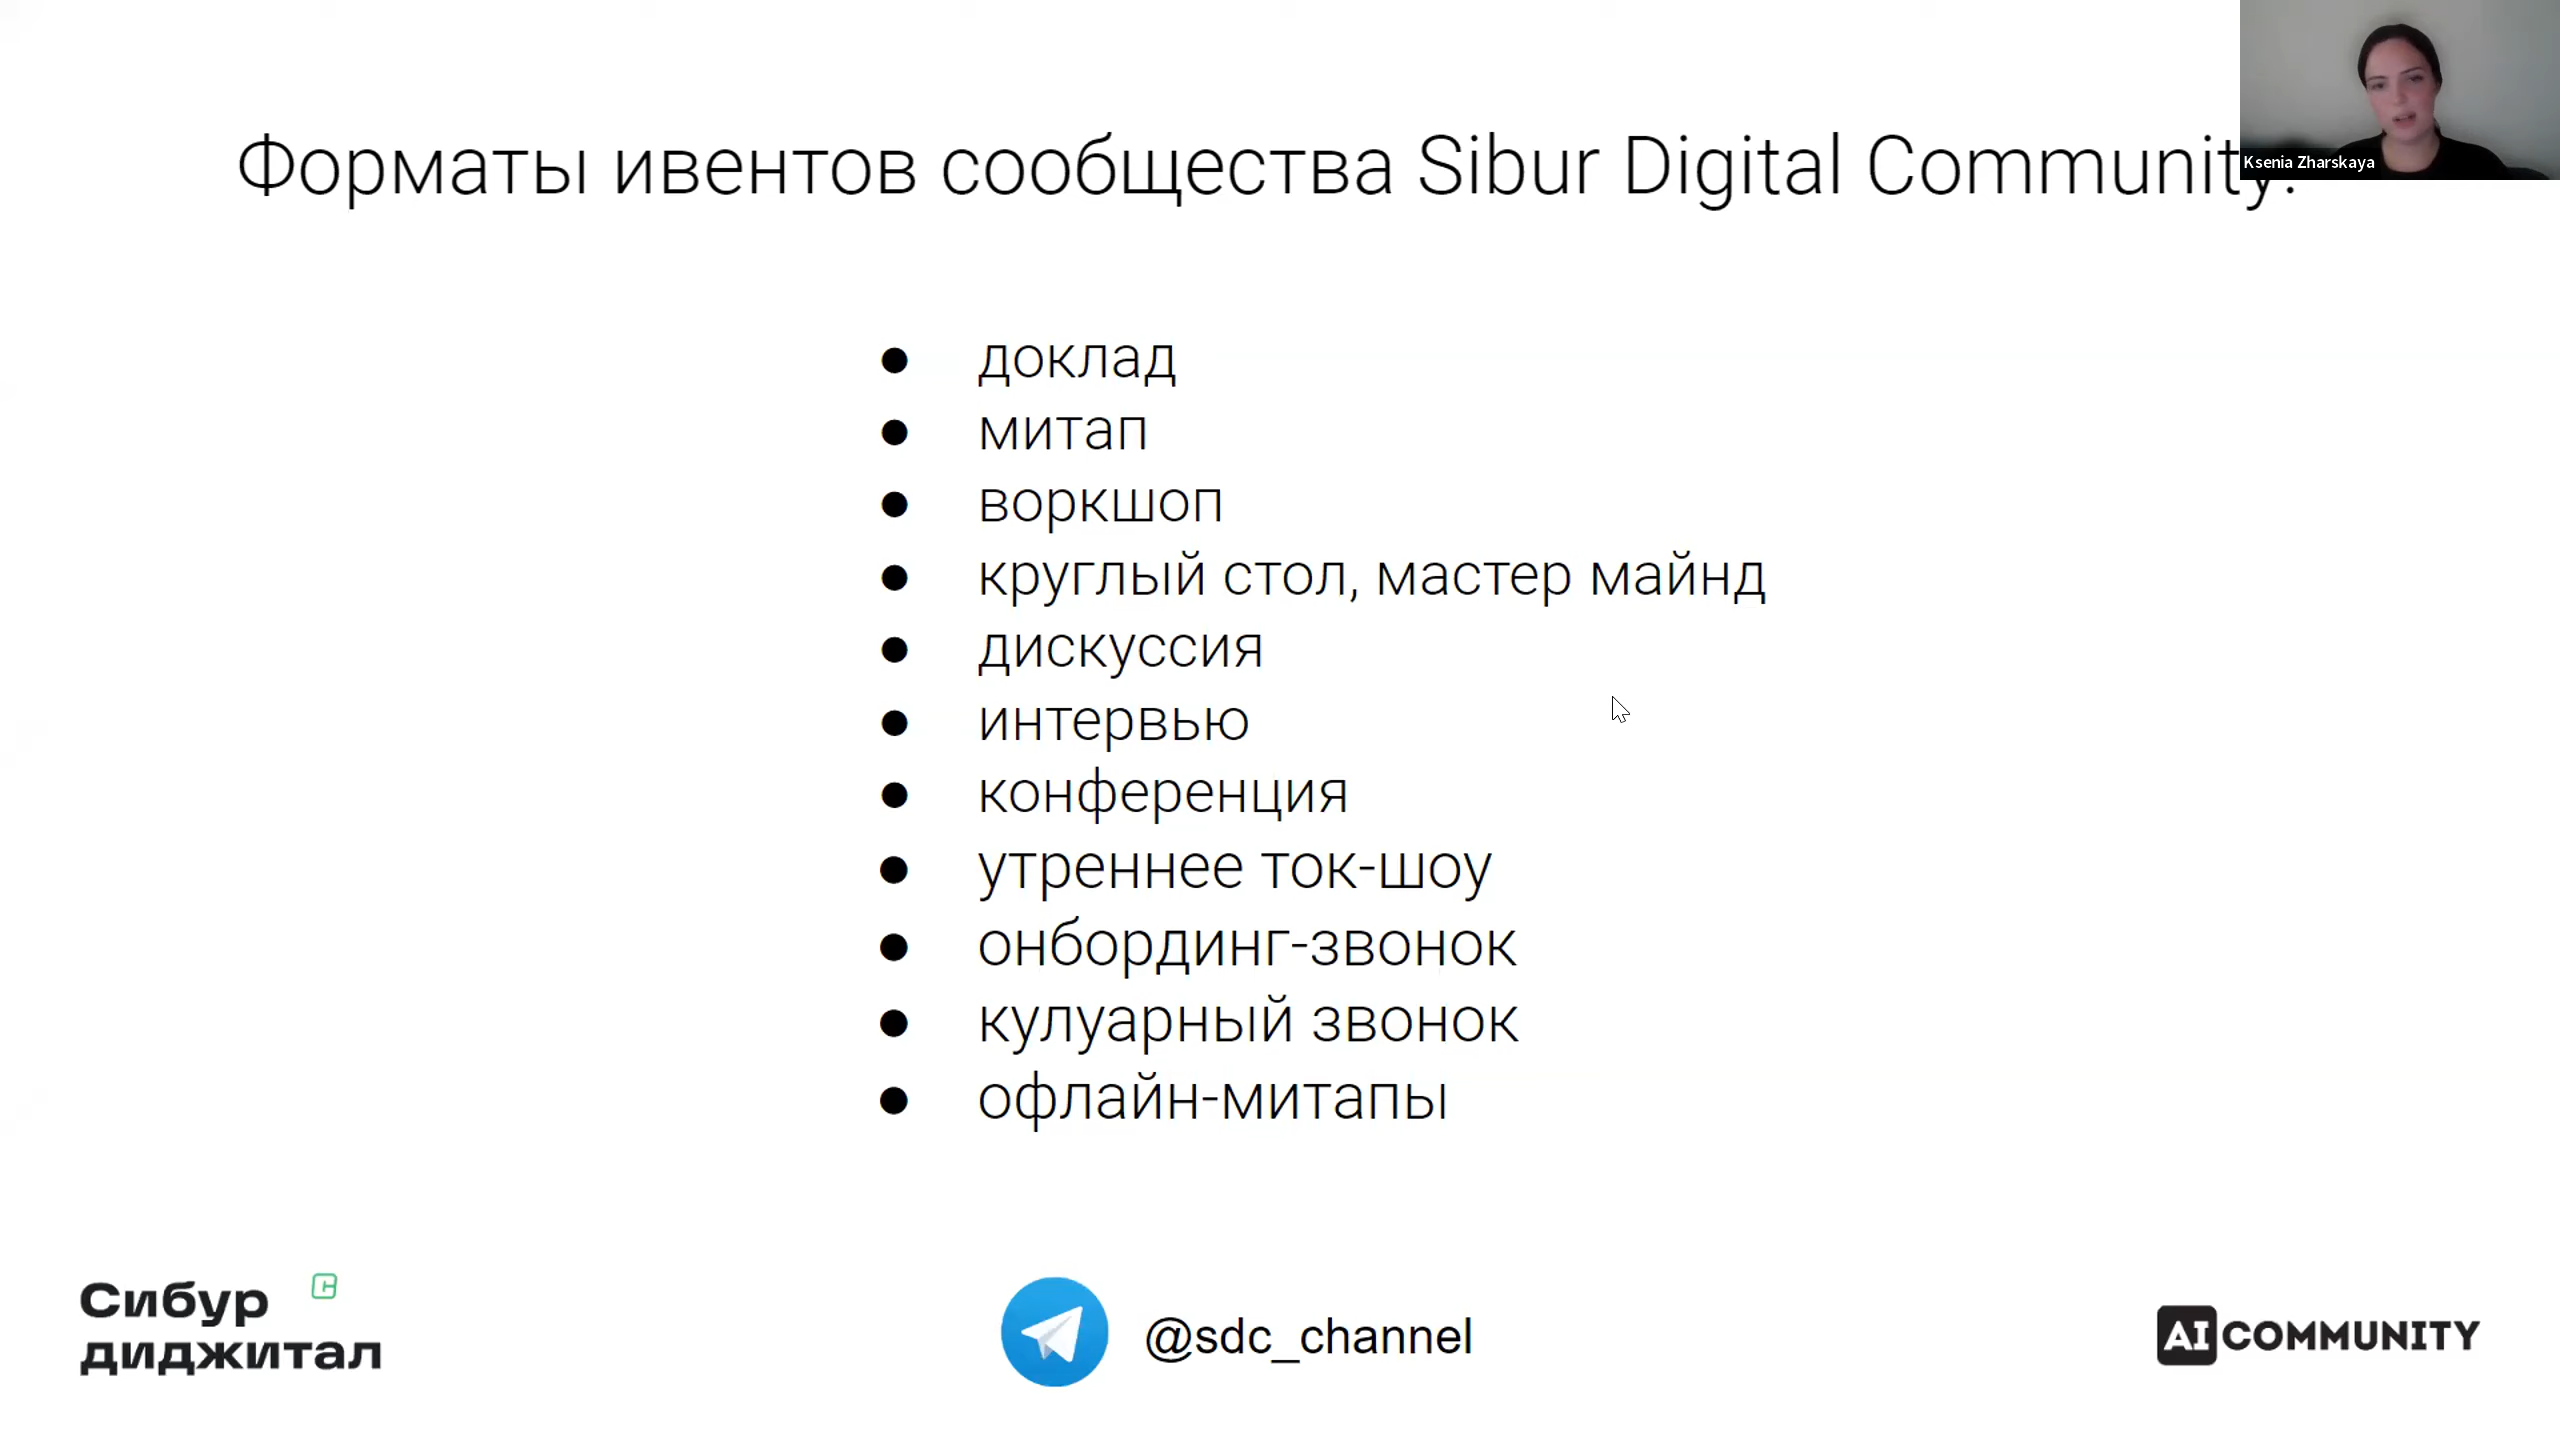 Форматы ивентов сообщества Sibur Digital Community:
Ksenia Zharskaya
● доклад
● митап
● воркшоп
● круглый стол, мастер майнд
● дискуссия
● интервью
● конференция
● утреннее ток-шоу
● онбординг-звонок
● кулуарный звонок
● офлайн-митапы
Сибур
диджитал
@sdc_channel
AI COMMUNITY